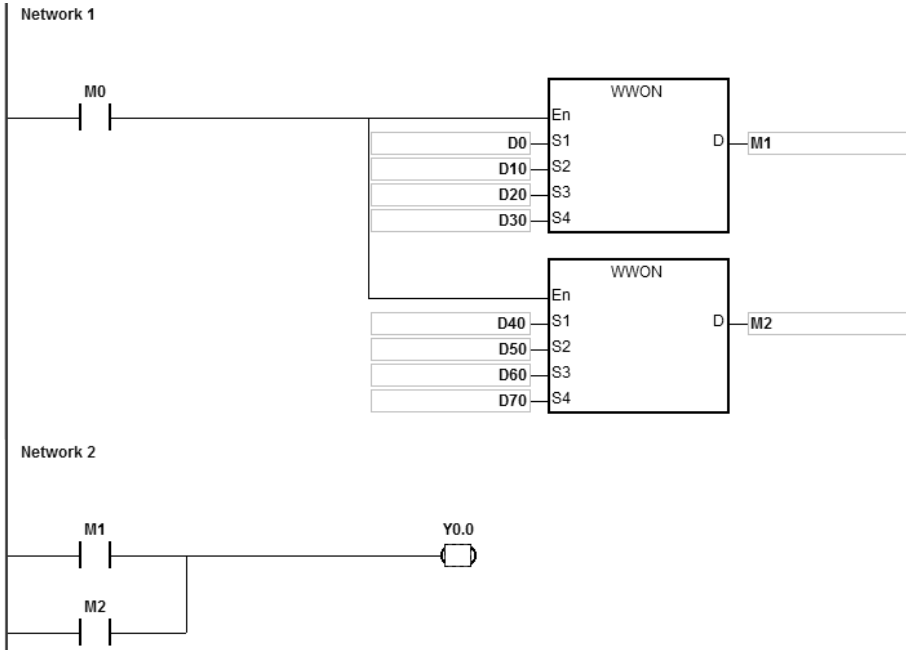 Network 1
M0
WWON
En
D0 S1 D M1
D10 S2
D20 S3
D30 S4
WWON
En
D40 S1 D M2
D50 S2
D60 S3
D70 S4
Network 2
M1 Y0.0
M2